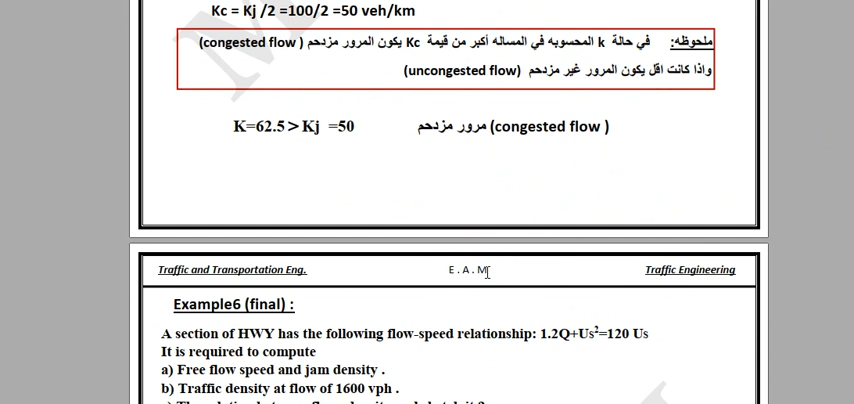 Kc = Kj /2 =100/2 =50 veh/km
ملحوظه: في حالة k المحسوبه في المساله أكبر من قيمة Kc يكون المرور مزدحم ( congested flow)
واذا كانت اقل يكون المرور غير مزدحم (uncongested flow)
K=62.5 > Kj =50 مرور مزدحم (congested flow )
Traffic and Transportation Eng. E . A . M Traffic Engineering
Example6 (final) :
A section of HWY has the following flow-speed relationship: 1.2Q+Us²=120 Us
It is required to compute
a) Free flow speed and jam density .
b) Traffic density at flow of 1600 vph .